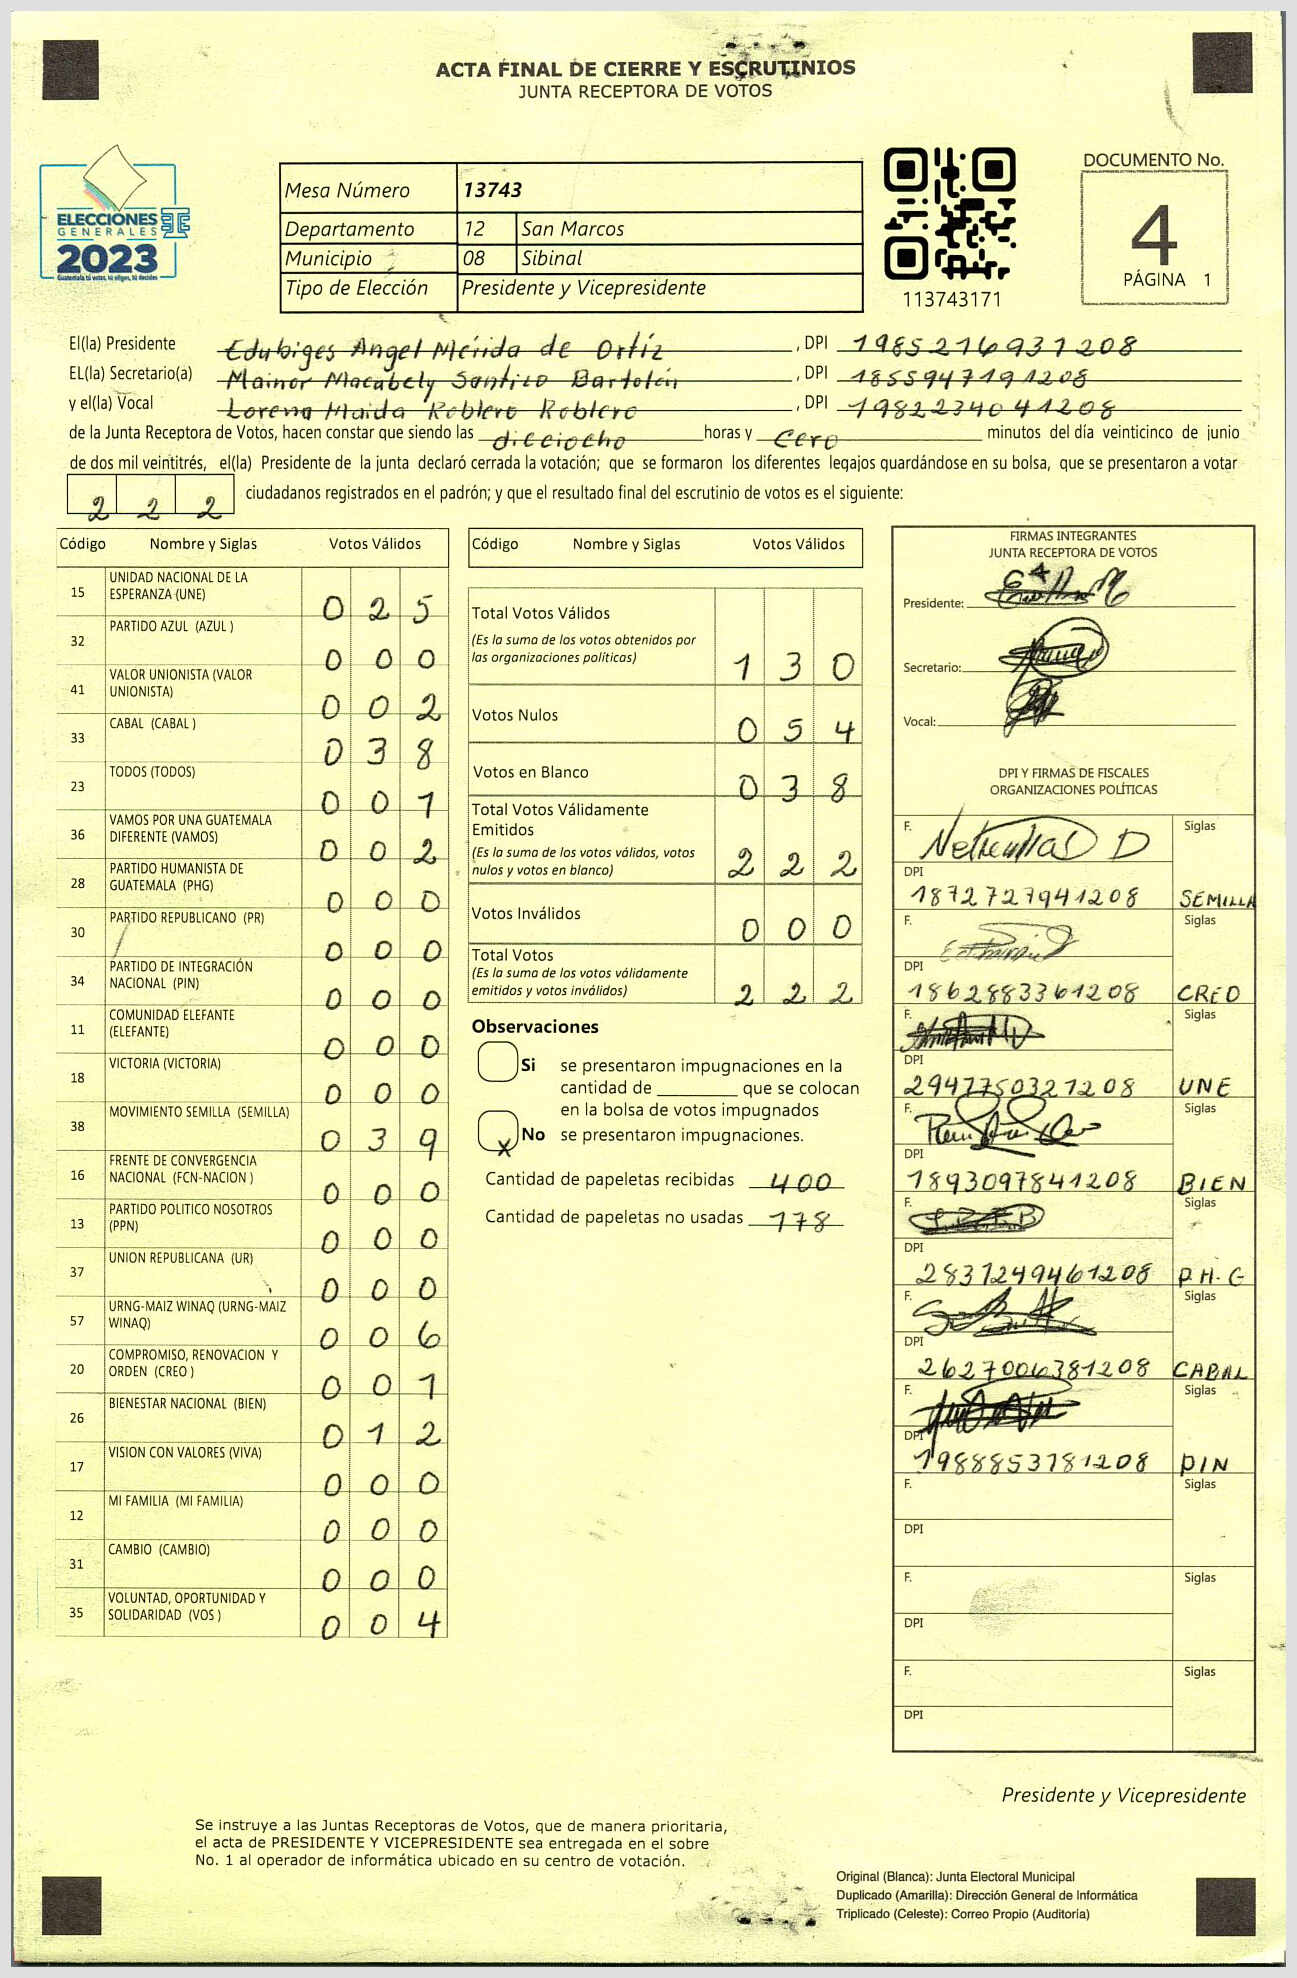 ACTA FINAL DE CIERRE Y ESCRUTINIOS
JUNTA RECEPTORA DE VOTOS
ELECCIONES
GENERALES
2023
Guatemala tú votas, tú eliges, tú decides
Mesa Número 13743
Departamento 12 San Marcos
Municipio 08 Sibinal
Tipo de Elección Presidente y Vicepresidente
113743171
DOCUMENTO No.
4
PÁGINA 1
El(la) Presidente Edubiges Angel Mérida de Ortíz , DPI 1985216931208
EL(la) Secretario(a) Mainor Macabely Santizo Bartolón , DPI 1855947191208
y el(la) Vocal Lorena Maida Roblero Roblero , DPI 1982234041208
de la Junta Receptora de Votos, hacen constar que siendo las dieciocho horas y Cero minutos del día veinticinco de junio
de dos mil veintitrés, el(la) Presidente de la junta declaró cerrada la votación; que se formaron los diferentes legajos guardándose en su bolsa, que se presentaron a votar
2 2 2 ciudadanos registrados en el padrón; y que el resultado final del escrutinio de votos es el siguiente:
Código Nombre y Siglas Votos Válidos
15 UNIDAD NACIONAL DE LA ESPERANZA (UNE) 0 2 5
32 PARTIDO AZUL (AZUL ) 0 0 0
41 VALOR UNIONISTA (VALOR UNIONISTA) 0 0 2
33 CABAL (CABAL ) 0 3 8
23 TODOS (TODOS) 0 0 1
36 VAMOS POR UNA GUATEMALA DIFERENTE (VAMOS) 0 0 2
28 PARTIDO HUMANISTA DE GUATEMALA (PHG) 0 0 0
30 PARTIDO REPUBLICANO (PR) 0 0 0
34 PARTIDO DE INTEGRACIÓN NACIONAL (PIN) 0 0 0
11 COMUNIDAD ELEFANTE (ELEFANTE) 0 0 0
18 VICTORIA (VICTORIA) 0 0 0
38 MOVIMIENTO SEMILLA (SEMILLA) 0 3 9
16 FRENTE DE CONVERGENCIA NACIONAL (FCN-NACION ) 0 0 0
13 PARTIDO POLITICO NOSOTROS (PPN) 0 0 0
37 UNION REPUBLICANA (UR) 0 0 0
57 URNG-MAIZ WINAQ (URNG-MAIZ WINAQ) 0 0 6
20 COMPROMISO, RENOVACION Y ORDEN (CREO ) 0 0 1
26 BIENESTAR NACIONAL (BIEN) 0 1 2
17 VISION CON VALORES (VIVA) 0 0 0
12 MI FAMILIA (MI FAMILIA) 0 0 0
31 CAMBIO (CAMBIO) 0 0 0
35 VOLUNTAD, OPORTUNIDAD Y SOLIDARIDAD (VOS ) 0 0 4
Código Nombre y Siglas Votos Válidos
Total Votos Válidos
(Es la suma de los votos obtenidos por
las organizaciones políticas) 1 3 0
Votos Nulos 0 5 4
Votos en Blanco 0 3 8
Total Votos Válidamente
Emitidos
(Es la suma de los votos válidos, votos
nulos y votos en blanco) 2 2 2
Votos Inválidos 0 0 0
Total Votos
(Es la suma de los votos válidamente
emitidos y votos inválidos) 2 2 2
Observaciones
Si se presentaron impugnaciones en la
cantidad de ________ que se colocan
en la bolsa de votos impugnados
X No se presentaron impugnaciones.
Cantidad de papeletas recibidas 400
Cantidad de papeletas no usadas 178
FIRMAS INTEGRANTES
JUNTA RECEPTORA DE VOTOS
Presidente:
Secretario:
Vocal:
DPI Y FIRMAS DE FISCALES
ORGANIZACIONES POLÍTICAS
F. Siglas
DPI
1872727941208 SEMILLA
F. Siglas
DPI
1862883361208 CREO
F. Siglas
DPI
2947750321208 UNE
F. Siglas
DPI
1893097841208 BIEN
F. Siglas
DPI
2831249461208 P.H.G
F. Siglas
DPI
2627006381208 CABAL
F. Siglas
DPI
1988853781208 PIN
F. Siglas
DPI
F. Siglas
DPI
F. Siglas
DPI
Presidente y Vicepresidente
Se instruye a las Juntas Receptoras de Votos, que de manera prioritaria,
el acta de PRESIDENTE Y VICEPRESIDENTE sea entregada en el sobre
No. 1 al operador de informática ubicado en su centro de votación.
Original (Blanca): Junta Electoral Municipal
Duplicado (Amarilla): Dirección General de Informática
Triplicado (Celeste): Correo Propio (Auditoría)